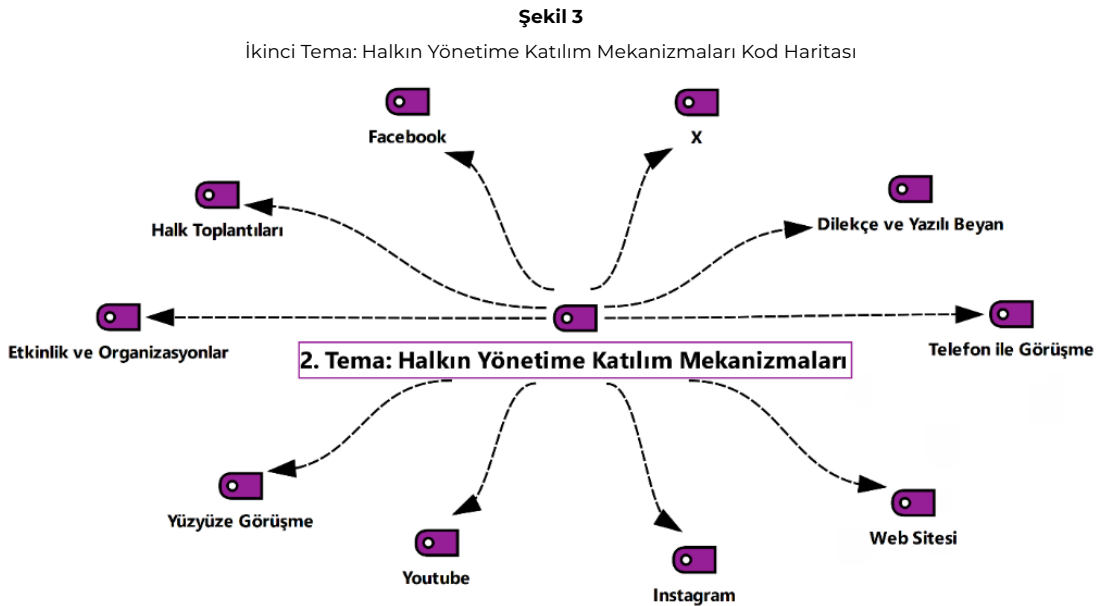 Şekil 3
İkinci Tema: Halkın Yönetime Katılım Mekanizmaları Kod Haritası
Facebook
X
Halk Toplantıları
Dilekçe ve Yazılı Beyan
Etkinlik ve Organizasyonlar
Telefon ile Görüşme
2. Tema: Halkın Yönetime Katılım Mekanizmaları
Yüzyüze Görüşme
Youtube
Instagram
Web Sitesi